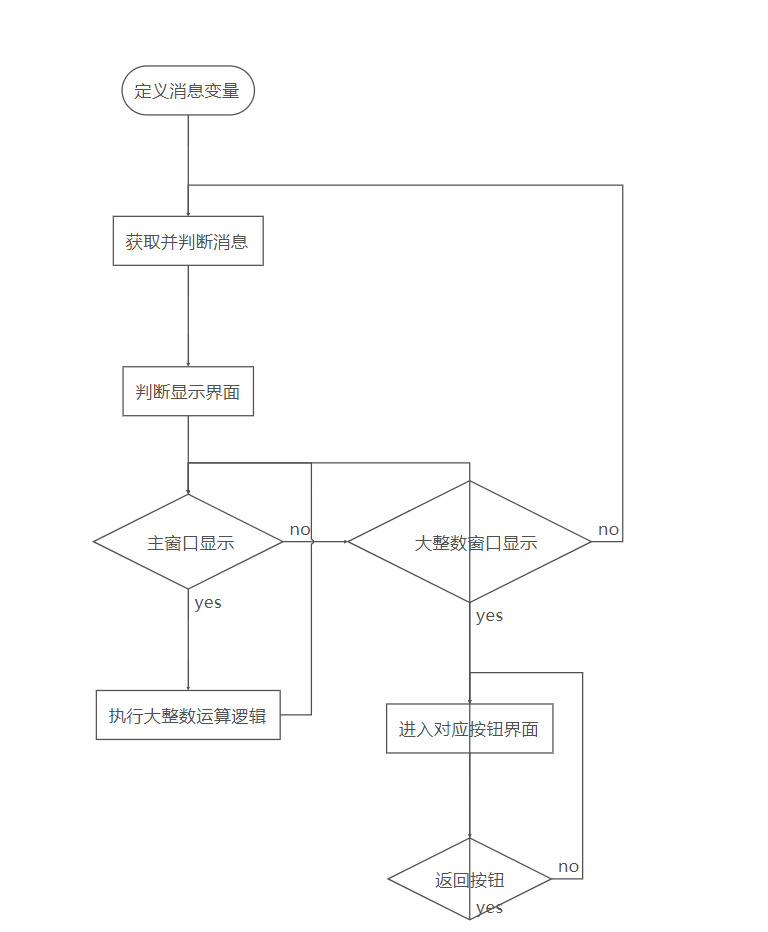 定义消息变量
获取并判断消息
判断显示界面
主窗口显示
no
大整数窗口显示
no
yes
yes
执行大整数运算逻辑
进入对应按钮界面
no
返回按钮
yes